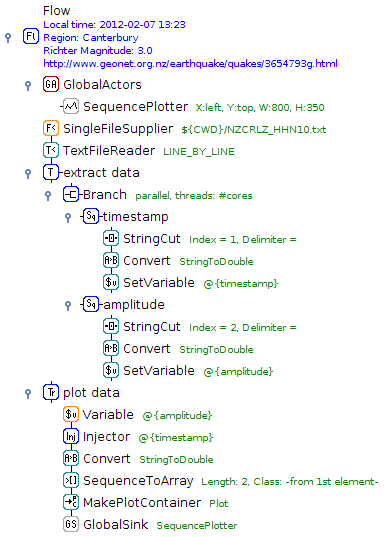 Flow
Local time: 2012-02-07 13:23
Fl Region: Canterbury
Richter Magnitude: 3.0
http://www.geonet.org.nz/earthquake/quakes/3654793g.html
GA GlobalActors
SequencePlotter X:left, Y:top, W:800, H:350
F< SingleFileSupplier ${CWD}/NZCRLZ_HHN10.txt
T< TextFileReader LINE_BY_LINE
T extract data
Branch parallel, threads: #cores
Sq timestamp
StringCut Index = 1, Delimiter =
A▸B Convert StringToDouble
$v SetVariable @{timestamp}
Sq amplitude
StringCut Index = 2, Delimiter =
A▸B Convert StringToDouble
$v SetVariable @{amplitude}
Tr plot data
$v Variable @{amplitude}
Inj Injector @{timestamp}
A▸B Convert StringToDouble
>[] SequenceToArray Length: 2, Class: -from 1st element-
MakePlotContainer Plot
GS GlobalSink SequencePlotter